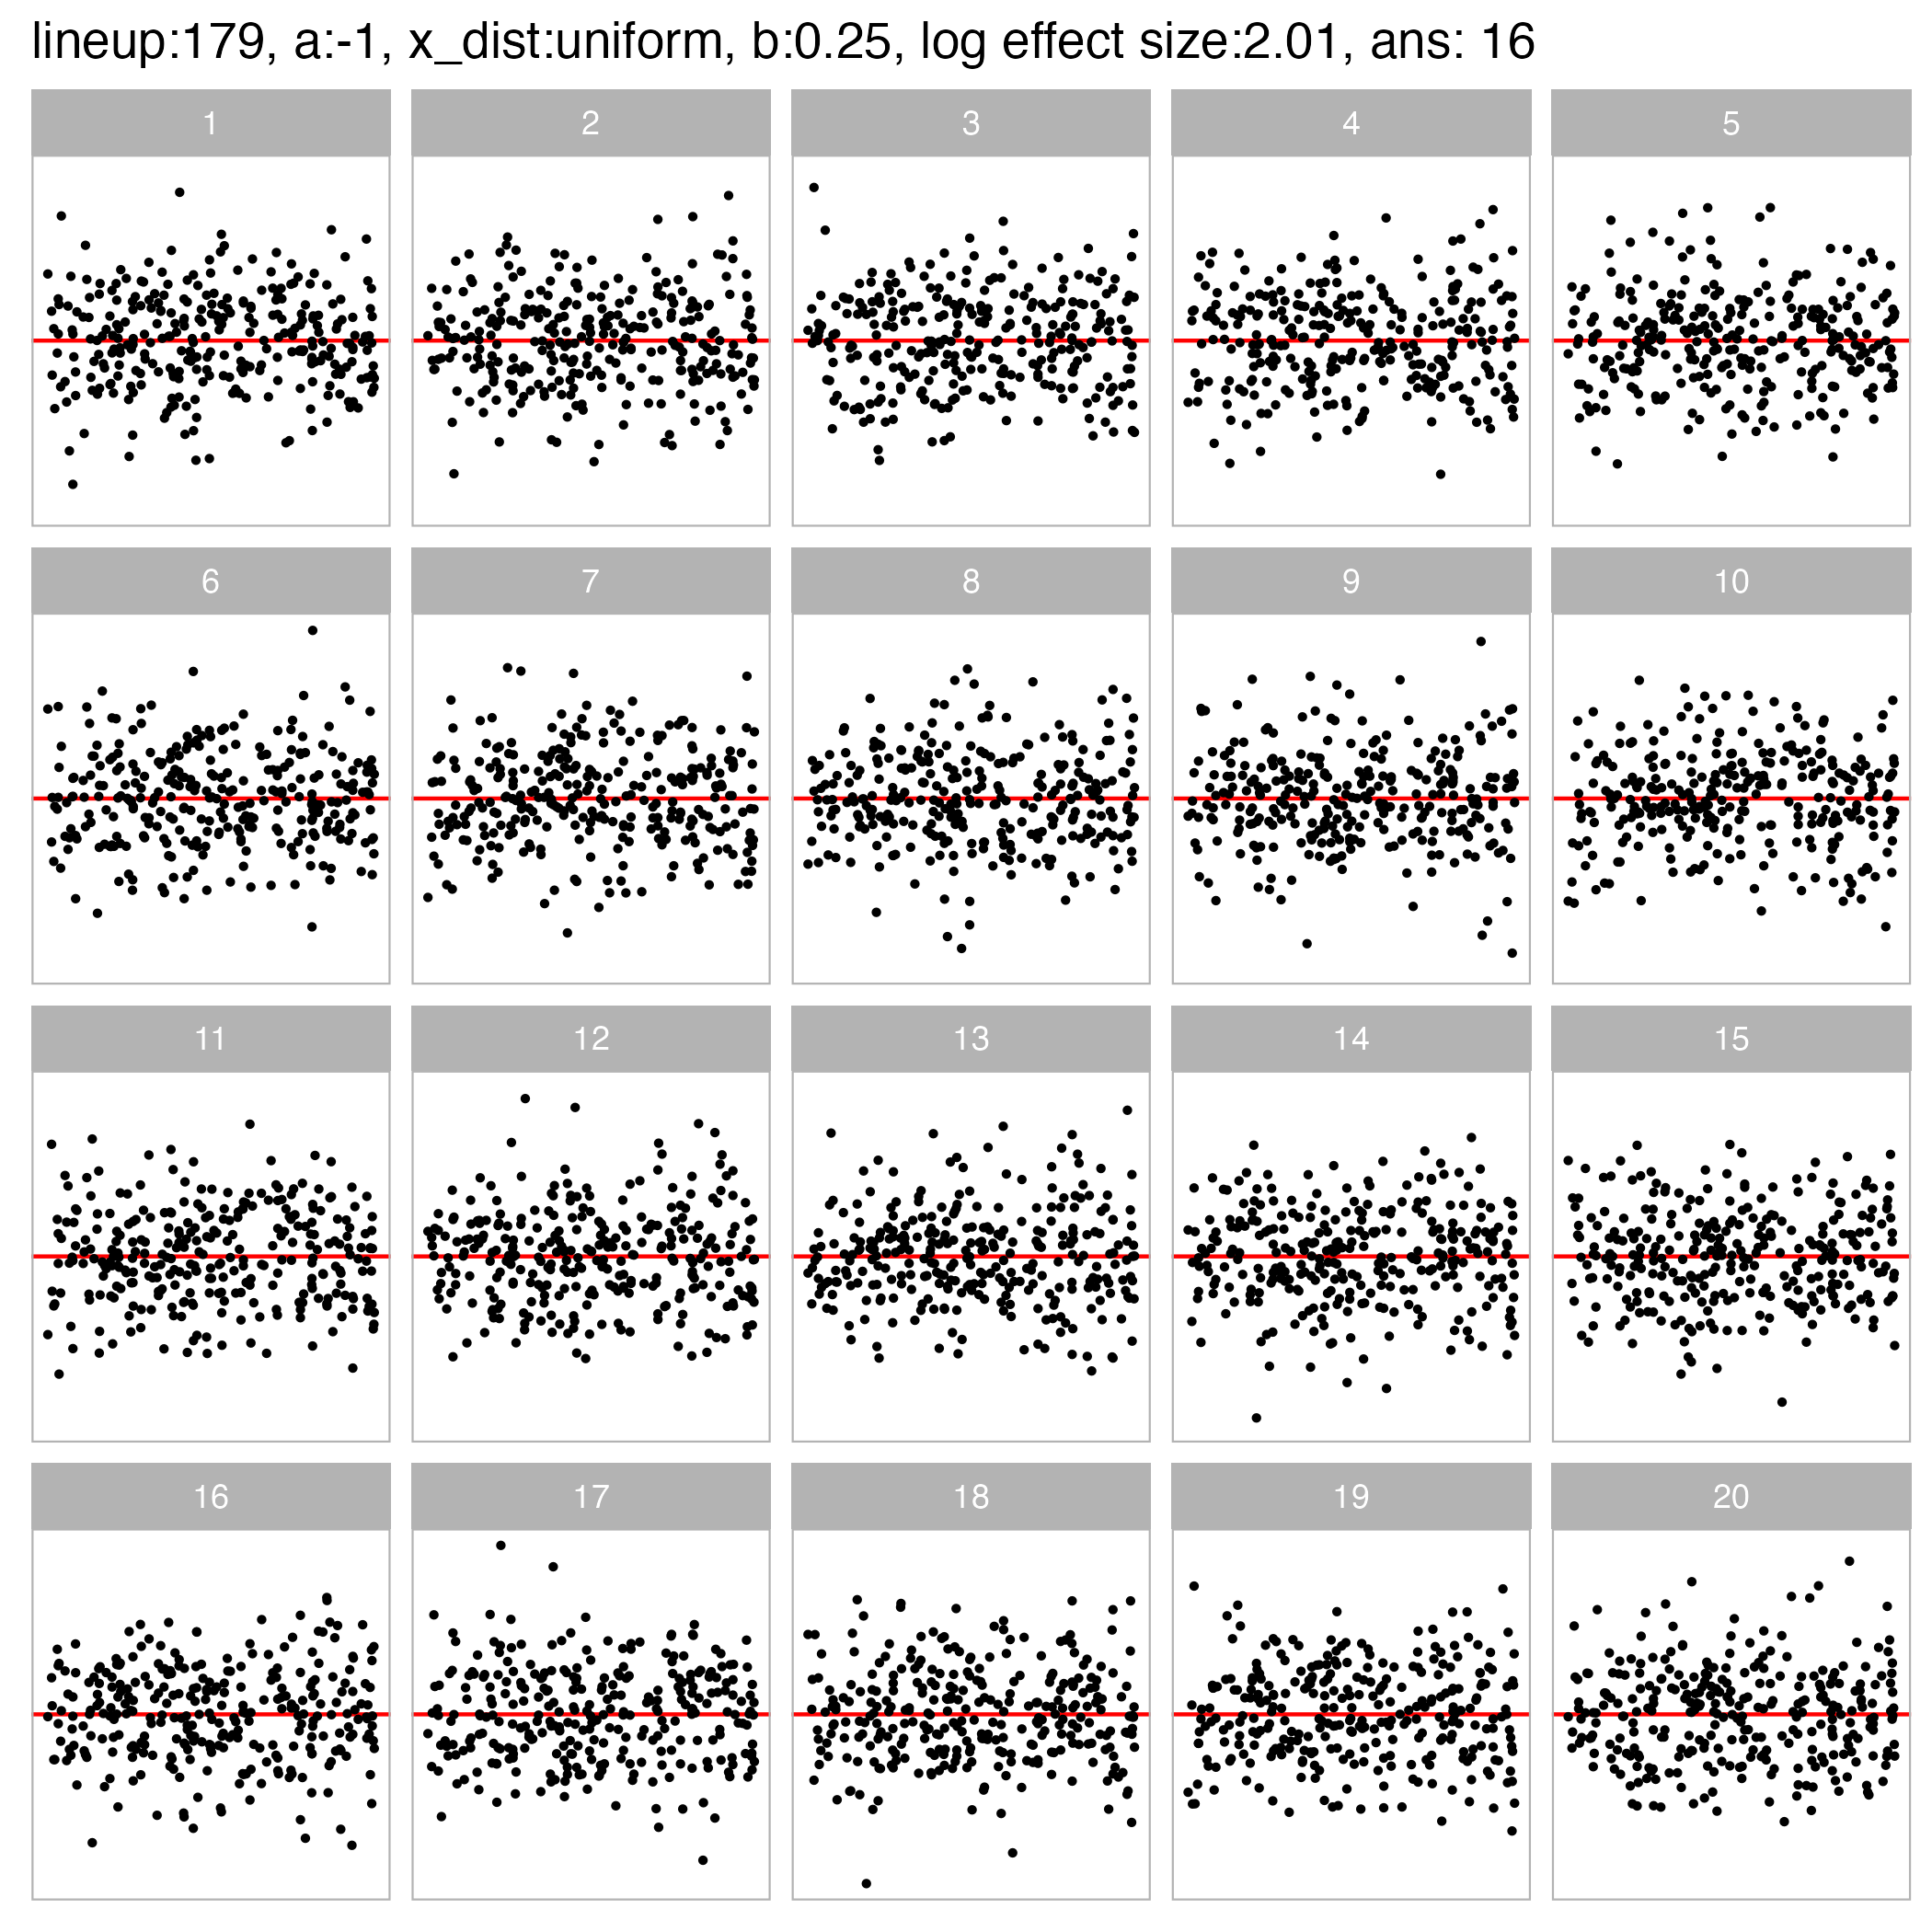 lineup:179, a:-1, x_dist:uniform, b:0.25, log effect size:2.01, ans: 16
1 2 3 4 5
6 7 8 9 10
11 12 13 14 15
16 17 18 19 20